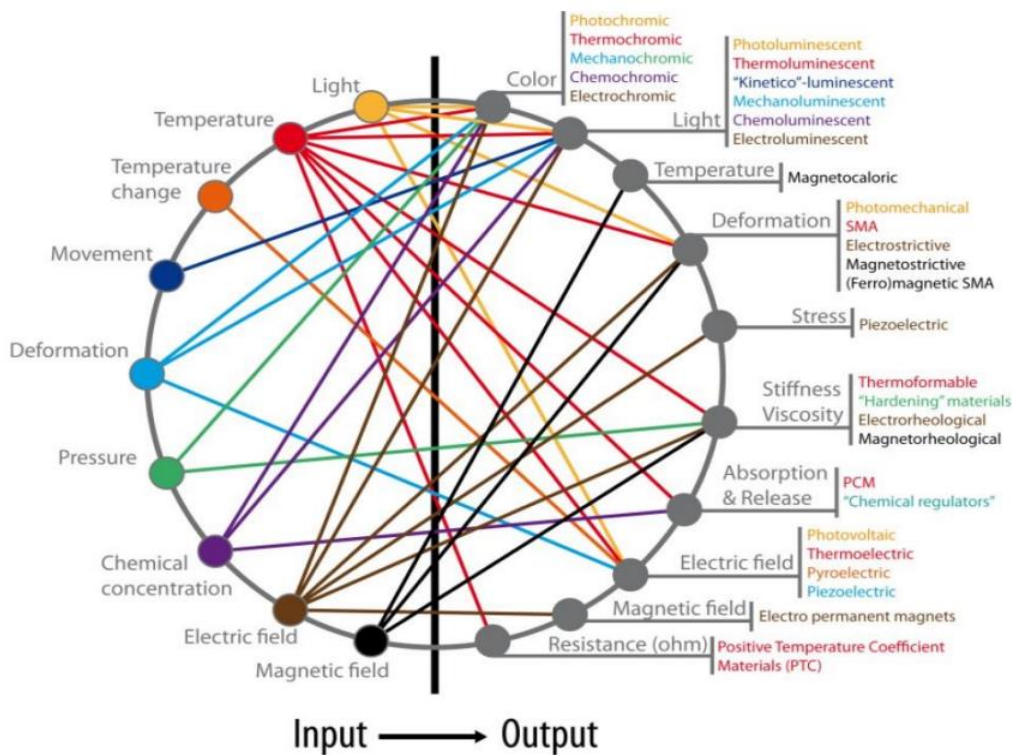 Photochromic
Thermochromic
Mechanochromic
Chemochromic
Electrochromic
Color
Photoluminescent
Thermoluminescent
"Kinetico"-luminescent
Mechanoluminescent
Chemoluminescent
Electroluminescent
Light
Light
Temperature
Temperature
change
Movement
Deformation
Pressure
Chemical
concentration
Electric field
Magnetic field
Temperature
Magnetocaloric
Deformation
Photomechanical
SMA
Electrostrictive
Magnetostrictive
(Ferro)magnetic SMA
Stress
Piezoelectric
Stiffness
Viscosity
Thermoformable
"Hardening" materials
Electrorheological
Magnetorheological
Absorption
& Release
PCM
"Chemical regulators"
Electric field
Photovoltaic
Thermoelectric
Pyroelectric
Piezoelectric
Magnetic field
Electro permanent magnets
Resistance (ohm)
Positive Temperature Coefficient
Materials (PTC)
Input
Output